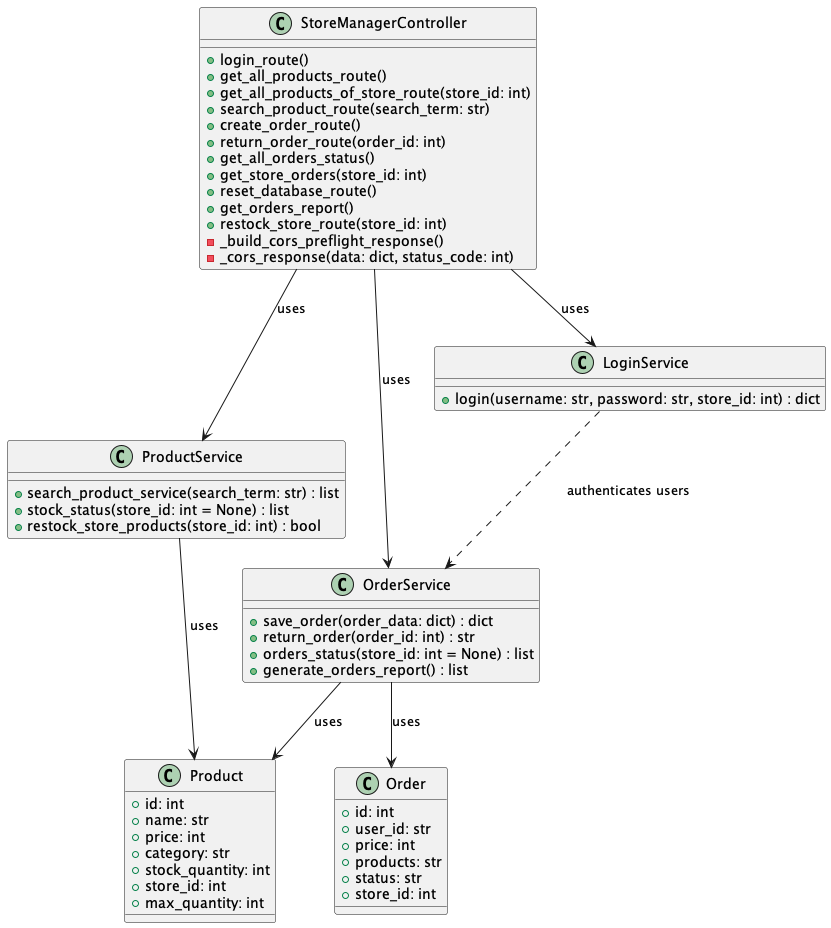 C StoreManagerController
login_route()
get_all_products_route()
get_all_products_of_store_route(store_id: int)
search_product_route(search_term: str)
create_order_route()
return_order_route(order_id: int)
get_all_orders_status()
get_store_orders(store_id: int)
reset_database_route()
get_orders_report()
restock_store_route(store_id: int)
_build_cors_preflight_response()
_cors_response(data: dict, status_code: int)
uses
uses
uses
C LoginService
login(username: str, password: str, store_id: int) : dict
C ProductService
search_product_service(search_term: str) : list
stock_status(store_id: int = None) : list
restock_store_products(store_id: int) : bool
authenticates users
C OrderService
save_order(order_data: dict) : dict
return_order(order_id: int) : str
orders_status(store_id: int = None) : list
generate_orders_report() : list
uses
uses
uses
C Product
id: int
name: str
price: int
category: str
stock_quantity: int
store_id: int
max_quantity: int
C Order
id: int
user_id: str
price: int
products: str
status: str
store_id: int